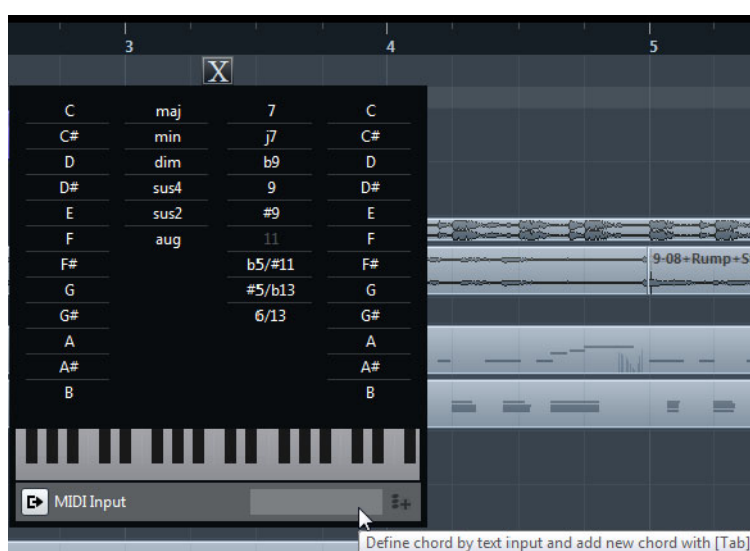 3 4 5
X
C maj 7 C
C# min j7 C#
D dim b9 D
D# sus4 9 D#
E sus2 #9 E
F aug 11 F
F# b5/#11 F#
G #5/b13 G
G# 6/13 G#
A A
A# A#
B B
9-08+Rump+S
MIDI Input
Define chord by text input and add new chord with [Tab]